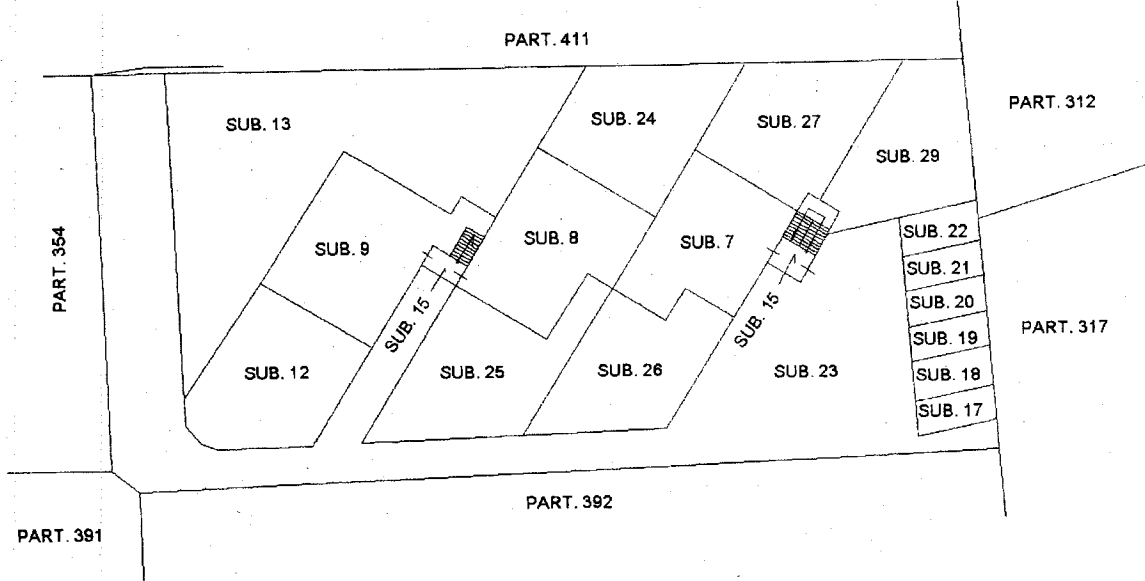 PART. 411
PART. 312
SUB. 13
SUB. 24
SUB. 27
SUB. 29
PART. 354
SUB. 9
SUB. 8
SUB. 7
SUB. 22
SUB. 21
SUB. 20
SUB. 19
SUB. 18
SUB. 17
PART. 317
SUB. 15
SUB. 15
SUB. 12
SUB. 25
SUB. 26
SUB. 23
PART. 392
PART. 391